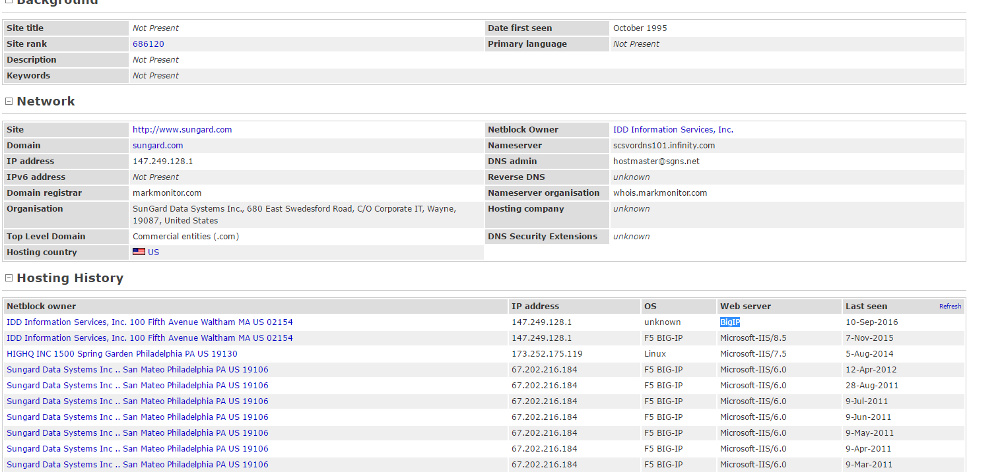 Background
Site title Not Present Date first seen October 1995
Site rank 686120 Primary language Not Present
Description Not Present
Keywords Not Present
Network
Site http://www.sungard.com Netblock Owner IDD Information Services, Inc.
Domain sungard.com Nameserver scsvordns101.infinity.com
IP address 147.249.128.1 DNS admin hostmaster@sgns.net
IPv6 address Not Present Reverse DNS unknown
Domain registrar markmonitor.com Nameserver organisation whois.markmonitor.com
Organisation SunGard Data Systems Inc., 680 East Swedesford Road, C/O Corporate IT, Wayne, Hosting company unknown
19087, United States
Top Level Domain Commercial entities (.com) DNS Security Extensions unknown
Hosting country US
Hosting History
Netblock owner IP address OS Web server Last seen Refresh
IDD Information Services, Inc. 100 Fifth Avenue Waltham MA US 02154 147.249.128.1 unknown BigIP 10-Sep-2016
IDD Information Services, Inc. 100 Fifth Avenue Waltham MA US 02154 147.249.128.1 F5 BIG-IP Microsoft-IIS/8.5 7-Nov-2015
HIGHQ INC 1500 Spring Garden Philadelphia PA US 19130 173.252.175.119 Linux Microsoft-IIS/7.5 5-Aug-2014
Sungard Data Systems Inc .. San Mateo Philadelphia PA US 19106 67.202.216.184 F5 BIG-IP Microsoft-IIS/6.0 12-Apr-2012
Sungard Data Systems Inc .. San Mateo Philadelphia PA US 19106 67.202.216.184 F5 BIG-IP Microsoft-IIS/6.0 28-Aug-2011
Sungard Data Systems Inc .. San Mateo Philadelphia PA US 19106 67.202.216.184 F5 BIG-IP Microsoft-IIS/6.0 9-Jul-2011
Sungard Data Systems Inc .. San Mateo Philadelphia PA US 19106 67.202.216.184 F5 BIG-IP Microsoft-IIS/6.0 9-Jun-2011
Sungard Data Systems Inc .. San Mateo Philadelphia PA US 19106 67.202.216.184 F5 BIG-IP Microsoft-IIS/6.0 9-May-2011
Sungard Data Systems Inc .. San Mateo Philadelphia PA US 19106 67.202.216.184 F5 BIG-IP Microsoft-IIS/6.0 9-Apr-2011
Sungard Data Systems Inc .. San Mateo Philadelphia PA US 19106 67.202.216.184 F5 BIG-IP Microsoft-IIS/6.0 9-Mar-2011